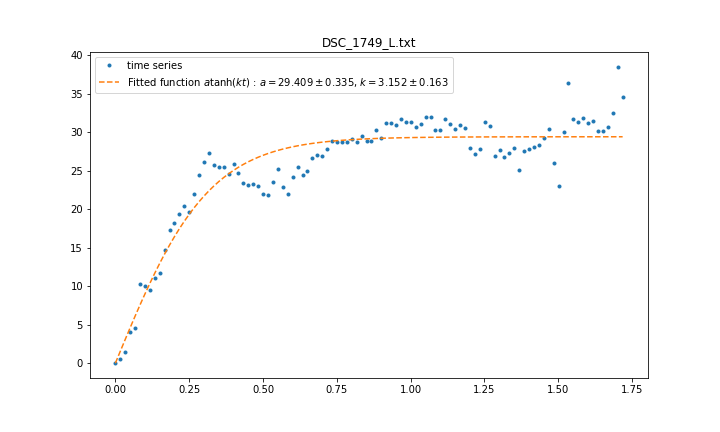 DSC_1749_L.txt
time series
Fitted function atanh(kt) : a = 29.409 ± 0.335, k = 3.152 ± 0.163
40
35
30
25
20
15
10
5
0
0.00 0.25 0.50 0.75 1.00 1.25 1.50 1.75